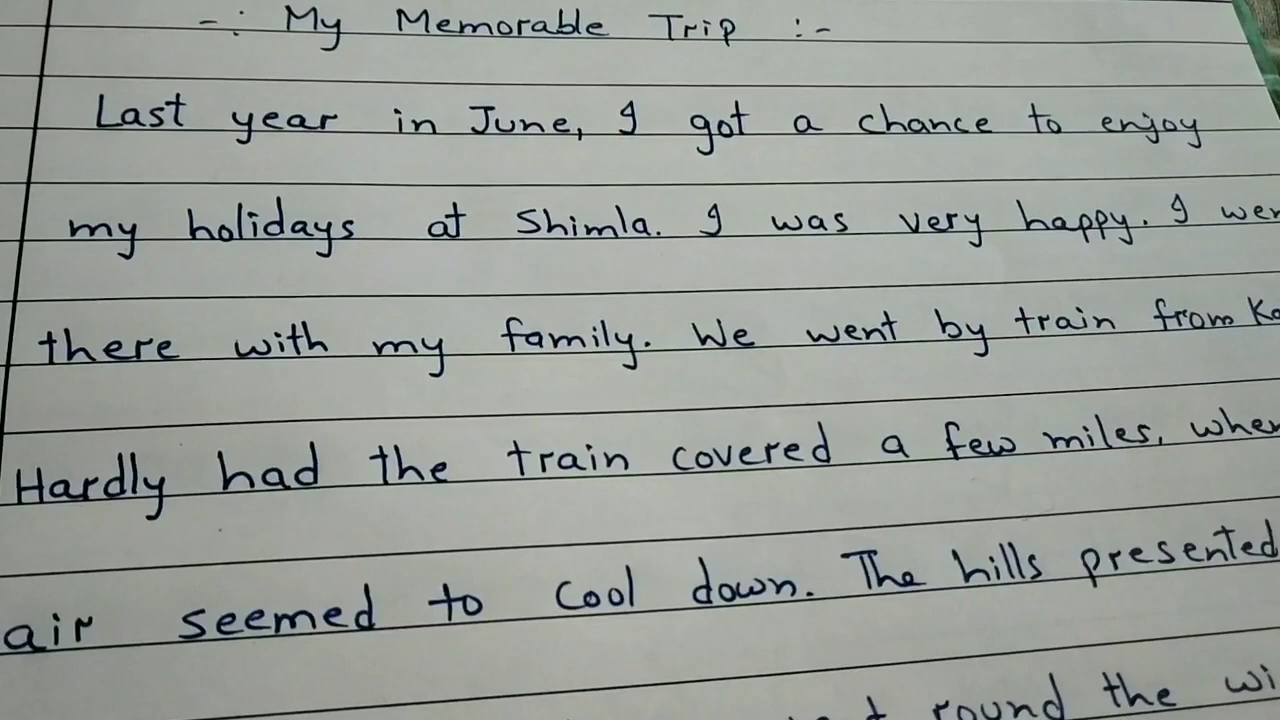 -: My Memorable Trip :-
Last year in June, I got a chance to enjoy
my holidays at Shimla. I was very happy. I
there with my family. We went by train from
Hardly had the train covered a few miles, when
air seemed to cool down. The hills presented
round the